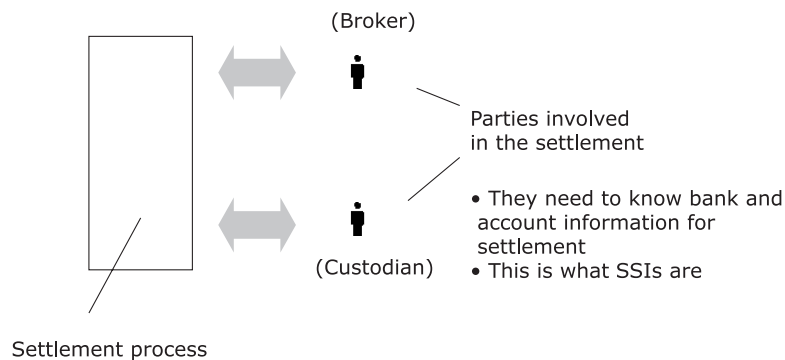 (Broker)
Parties involved
in the settlement
• They need to know bank and
account information for
settlement
• This is what SSIs are
(Custodian)
Settlement process